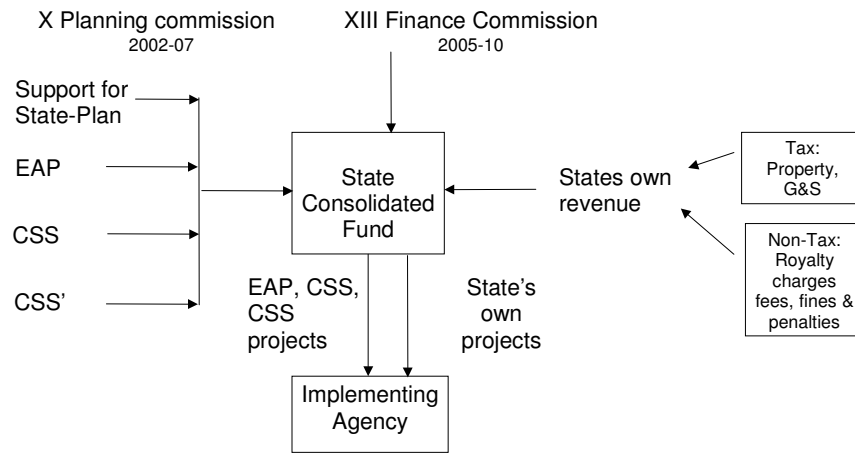 X Planning commission
2002-07
XIII Finance Commission
2005-10
Support for
State-Plan
EAP
CSS
CSS'
State
Consolidated
Fund
States own
revenue
Tax:
Property,
G&S
Non-Tax:
Royalty
charges
fees, fines &
penalties
EAP, CSS,
CSS
projects
State's
own
projects
Implementing
Agency